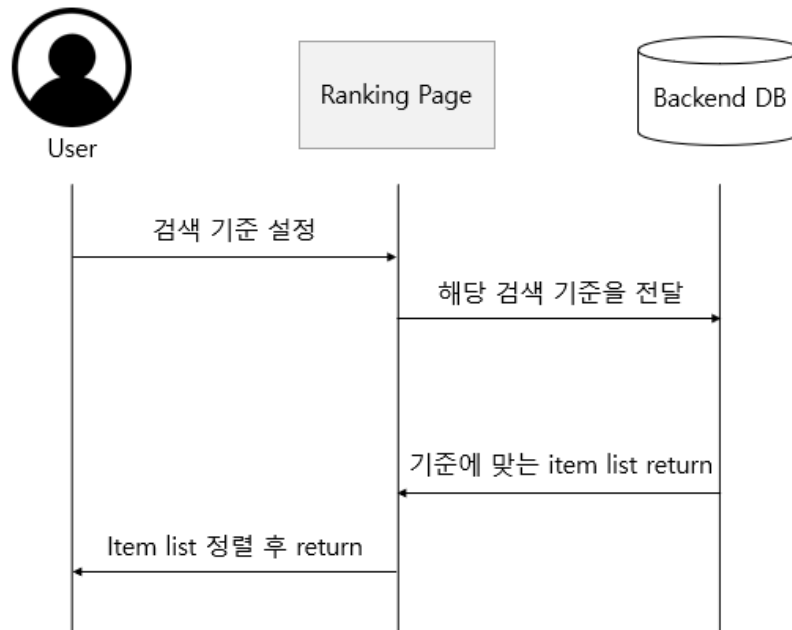 User
Ranking Page
Backend DB
검색 기준 설정
해당 검색 기준을 전달
기준에 맞는 item list return
Item list 정렬 후 return